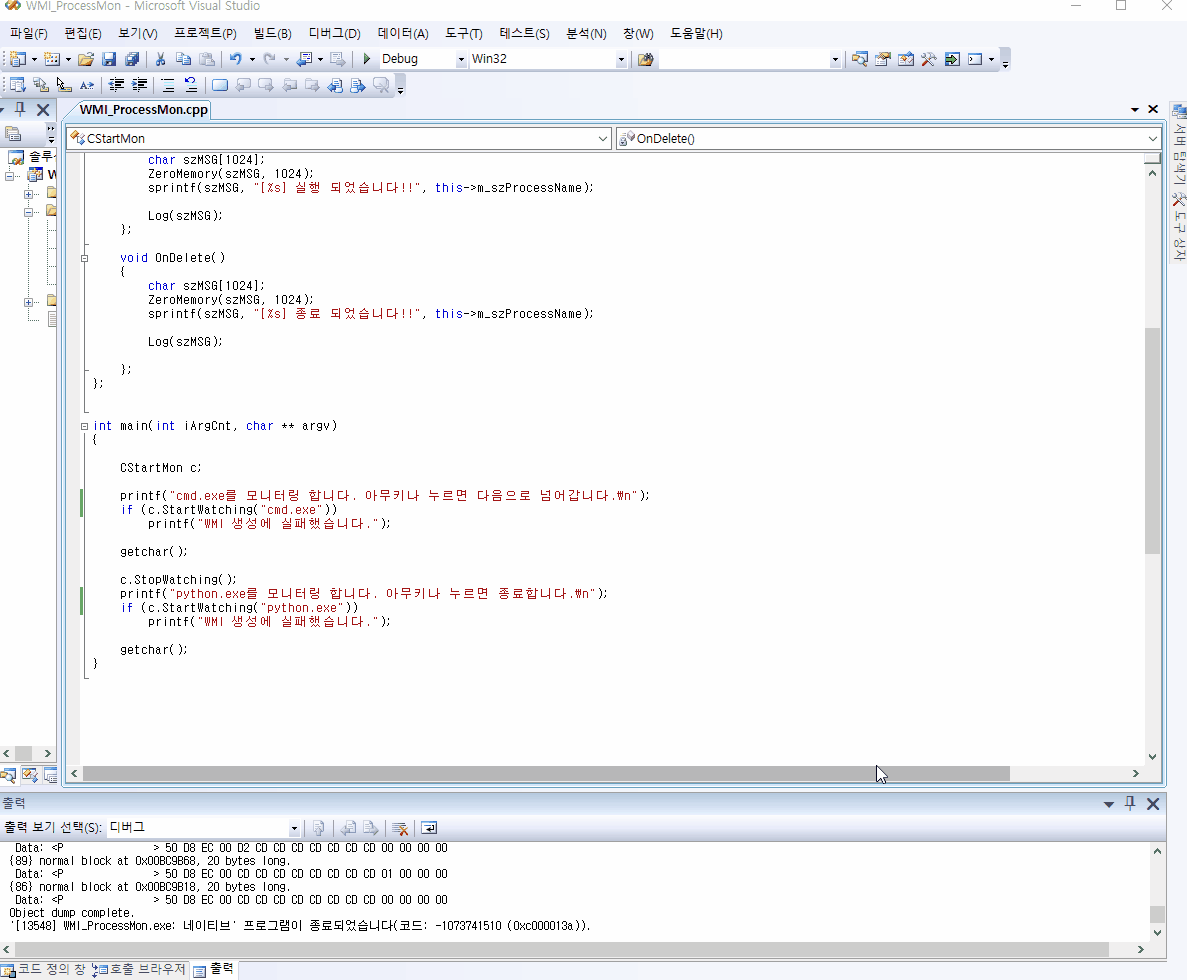 WMI_ProcessMon - Microsoft Visual Studio
파일(F) 편집(E) 보기(V) 프로젝트(P) 빌드(B) 디버그(D) 데이터(A) 도구(T) 테스트(S) 분석(N) 창(W) 도움말(H)
Debug Win32
WMI_ProcessMon.cpp
CStartMon OnDelete()
솔루션
W
서버 탐색기
도구 상자
char szMSG[1024];
ZeroMemory(szMSG, 1024);
sprintf(szMSG, "[%s] 실행 되었습니다!!", this->m_szProcessName);
Log(szMSG);
};
void OnDelete()
{
char szMSG[1024];
ZeroMemory(szMSG, 1024);
sprintf(szMSG, "[%s] 종료 되었습니다!!", this->m_szProcessName);
Log(szMSG);
};
};
int main(int iArgCnt, char ** argv)
{
CStartMon c;
printf("cmd.exe를 모니터링 합니다. 아무키나 누르면 다음으로 넘어갑니다.₩n");
if (c.StartWatching("cmd.exe"))
printf("WMI 생성에 실패했습니다.");
getchar();
c.StopWatching();
printf("python.exe를 모니터링 합니다. 아무키나 누르면 종료합니다.₩n");
if (c.StartWatching("python.exe"))
printf("WMI 생성에 실패했습니다.");
getchar();
}
출력
출력 보기 선택(S): 디버그
Data: <P > 50 D8 EC 00 D2 CD CD CD CD CD CD CD 00 00 00 00
{89} normal block at 0x00BC9B68, 20 bytes long.
Data: <P > 50 D8 EC 00 CD CD CD CD CD CD CD CD 01 00 00 00
{86} normal block at 0x00BC9B18, 20 bytes long.
Data: <P > 50 D8 EC 00 CD CD CD CD CD CD CD CD 00 00 00 00
Object dump complete.
'[13548] WMI_ProcessMon.exe: 네이티브' 프로그램이 종료되었습니다(코드: -1073741510 (0xc000013a)).
코드 정의 창 호출 브라우저 출력